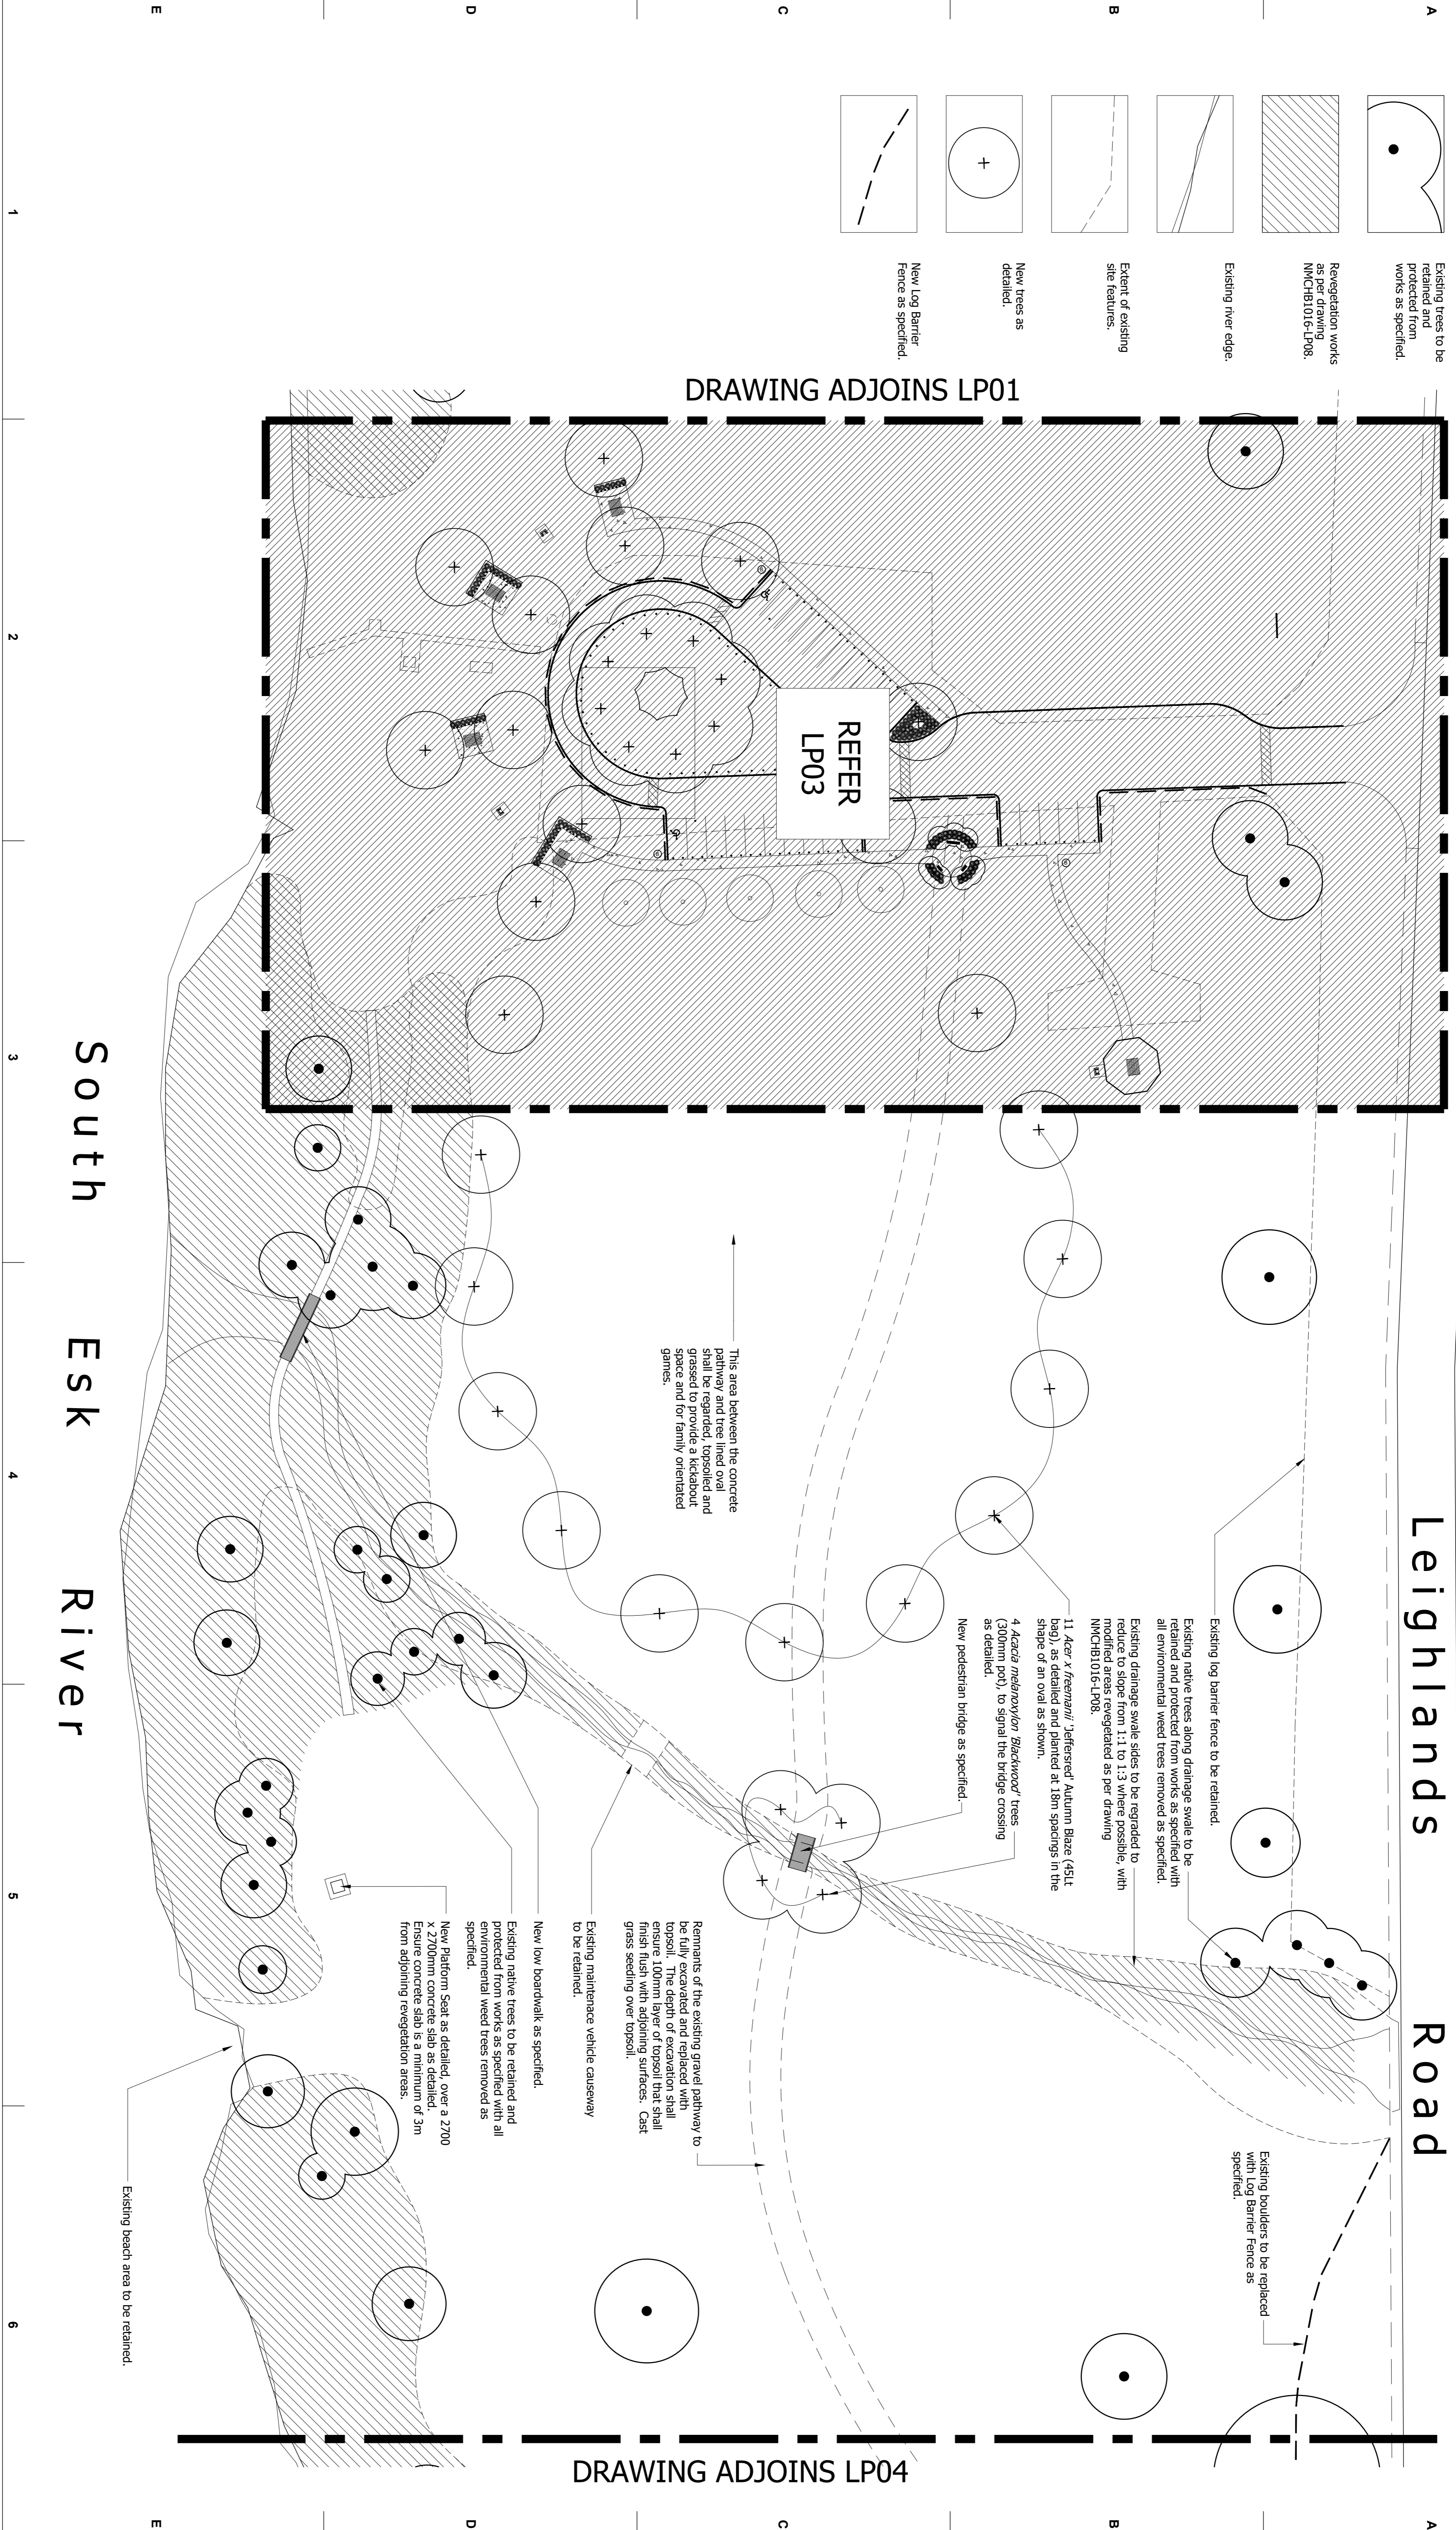 Existing trees to be
retained and
protected from
works as specified.
Revegetation works
as per drawing
NMCHB1016-LP08.
Existing river edge.
Extent of existing
site features.
New trees as
detailed.
New Log Barrier
Fence as specified.
DRAWING ADJOINS LP01
REFER
LP03
Leighlands Road
Existing log barrier fence to be retained.
Existing native trees along drainage swale to be
retained and protected from works as specified with
all environmental weed trees removed as specified.
Existing drainage swale sides to be regraded to
reduce to slope from 1:1 to 1:3 where possible, with
modified areas revegetated as per drawing
NMCHB1016-LP08.
11 Acer x freemanii 'Jeffersred' Autumn Blaze (45Lt
bag), as detailed and planted at 18m spacings in the
shape of an oval as shown.
4 Acacia melanoxylon 'Blackwood' trees
(300mm pot), to signal the bridge crossing
as detailed.
New pedestrian bridge as specified.
This area between the concrete
pathway and tree lined oval
shall be regarded, topsoiled and
grassed to provide a kickabout
space and for family orientated
games.
Existing boulders to be replaced
with Log Barrier Fence as
specified.
Remnants of the existing gravel pathway to
be fully excavated and replaced with
topsoil. The depth of excavation shall
ensure 100mm layer of topsoil that shall
finish flush with adjoining surfaces. Cast
grass seeding over topsoil.
Existing maintenace vehicle causeway
to be retained.
New low boardwalk as specified.
Existing native trees to be retained and
protected from works as specified with all
environmental weed trees removed as
specified.
New Platform Seat as detailed, over a 2700
x 2700mm concrete slab as detailed.
Ensure concrete slab is a minimum of 3m
from adjoining revegetation areas.
Existing beach area to be retained.
South Esk River
DRAWING ADJOINS LP04
A
B
C
D
E
1
2
3
4
5
6
A
B
C
D
E